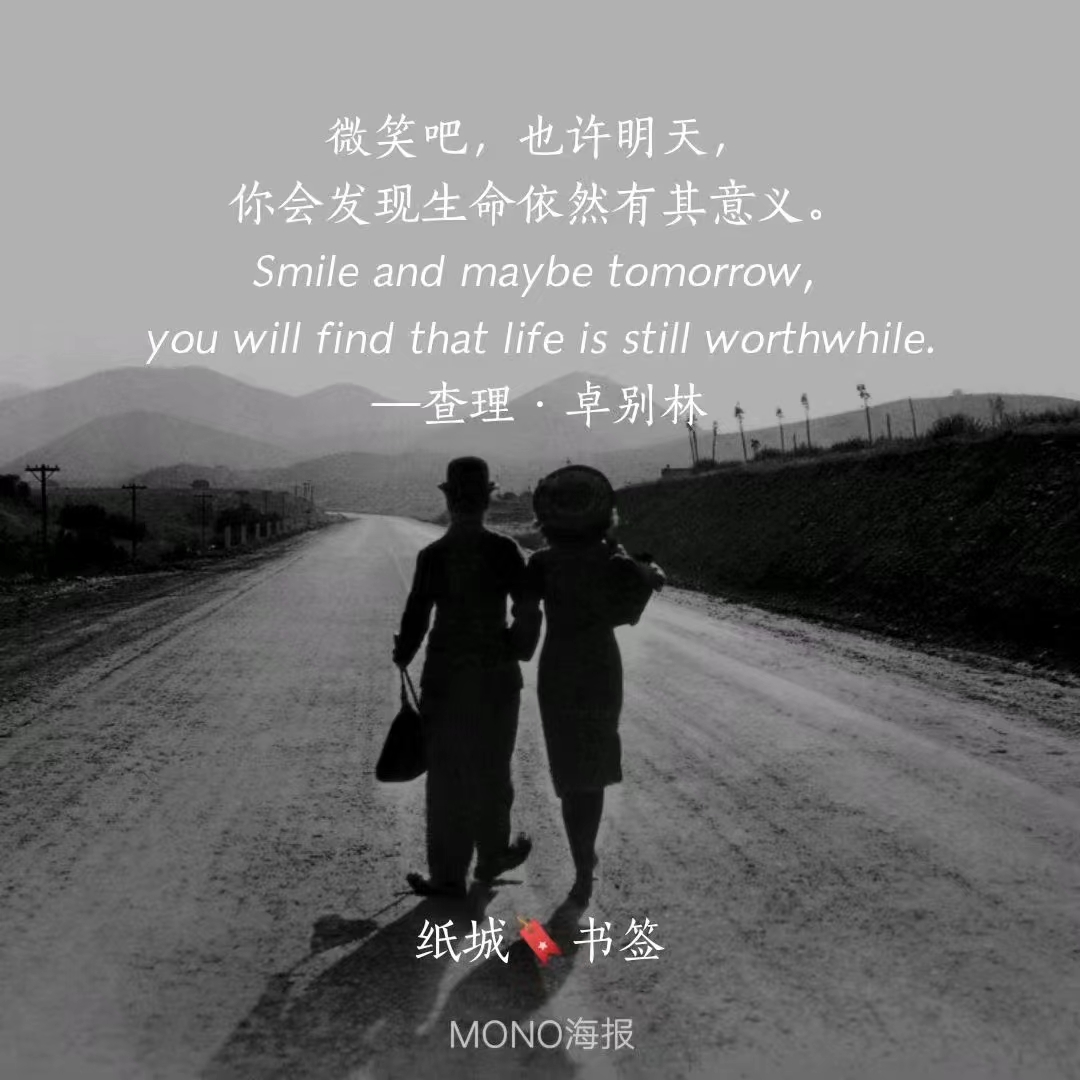 微笑吧，也许明天，
你会发现生命依然有其意义。
Smile and maybe tomorrow,
you will find that life is still worthwhile.
—查理·卓别林
纸城🔖书签
MONO海报